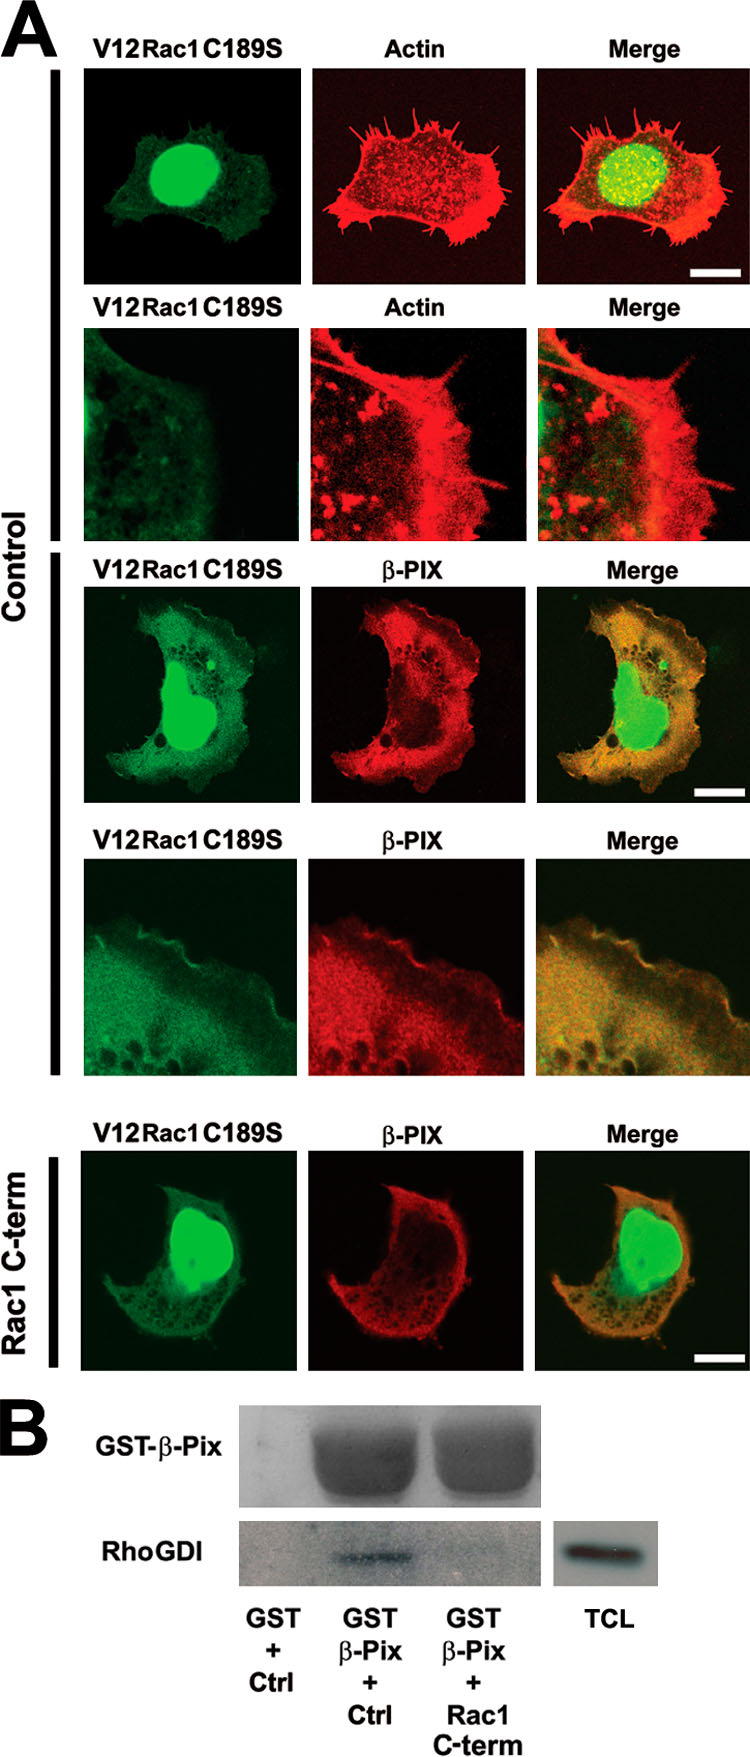 A
V12Rac1C189S Actin Merge
V12Rac1C189S Actin Merge
Control
V12Rac1C189S β-PIX Merge
V12Rac1C189S β-PIX Merge
V12Rac1C189S β-PIX Merge
Rac1 C-term
B
GST-β-Pix
RhoGDI
GST GST GST TCL
+ β-Pix β-Pix
Ctrl + +
Ctrl Rac1
C-term